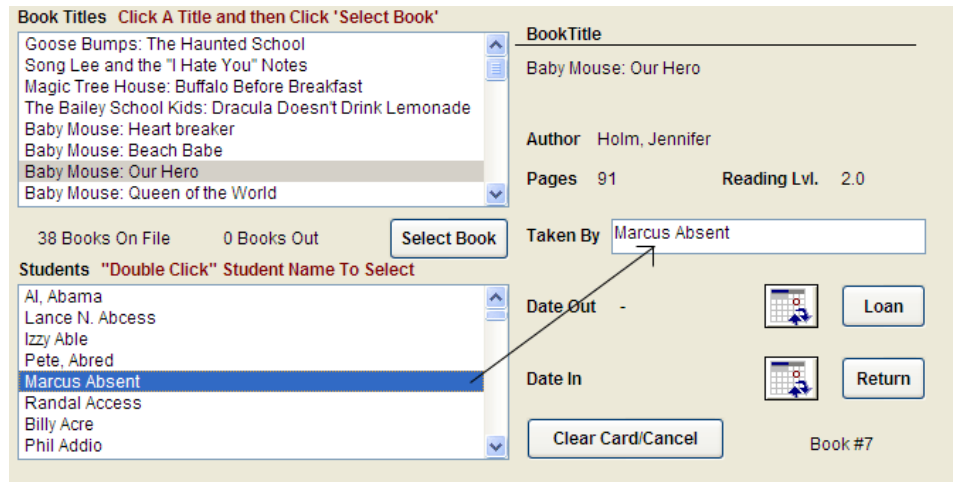 Book Titles Click A Title and then Click 'Select Book'
Goose Bumps: The Haunted School
Song Lee and the "I Hate You" Notes
Magic Tree House: Buffalo Before Breakfast
The Bailey School Kids: Dracula Doesn't Drink Lemonade
Baby Mouse: Heart breaker
Baby Mouse: Beach Babe
Baby Mouse: Our Hero
Baby Mouse: Queen of the World
38 Books On File 0 Books Out Select Book
Students "Double Click" Student Name To Select
Al, Abama
Lance N. Abcess
Izzy Able
Pete, Abred
Marcus Absent
Randal Access
Billy Acre
Phil Addio
BookTitle
Baby Mouse: Our Hero
Author Holm, Jennifer
Pages 91 Reading Lvl. 2.0
Taken By Marcus Absent
Date Out - Loan
Date In Return
Clear Card/Cancel Book #7